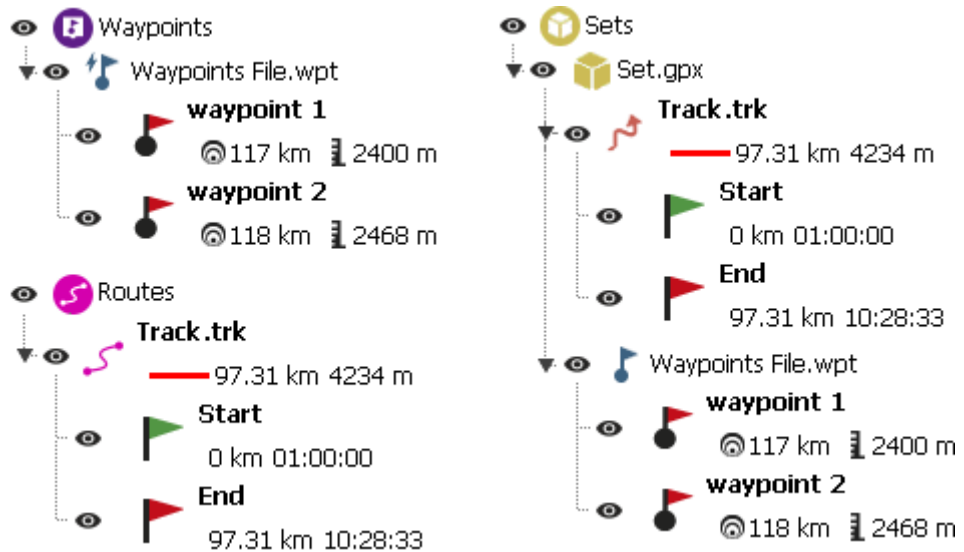 Waypoints
Waypoints File.wpt
waypoint 1
117 km 2400 m
waypoint 2
118 km 2468 m
Routes
Track.trk
97.31 km 4234 m
Start
0 km 01:00:00
End
97.31 km 10:28:33
Sets
Set.gpx
Track.trk
97.31 km 4234 m
Start
0 km 01:00:00
End
97.31 km 10:28:33
Waypoints File.wpt
waypoint 1
117 km 2400 m
waypoint 2
118 km 2468 m